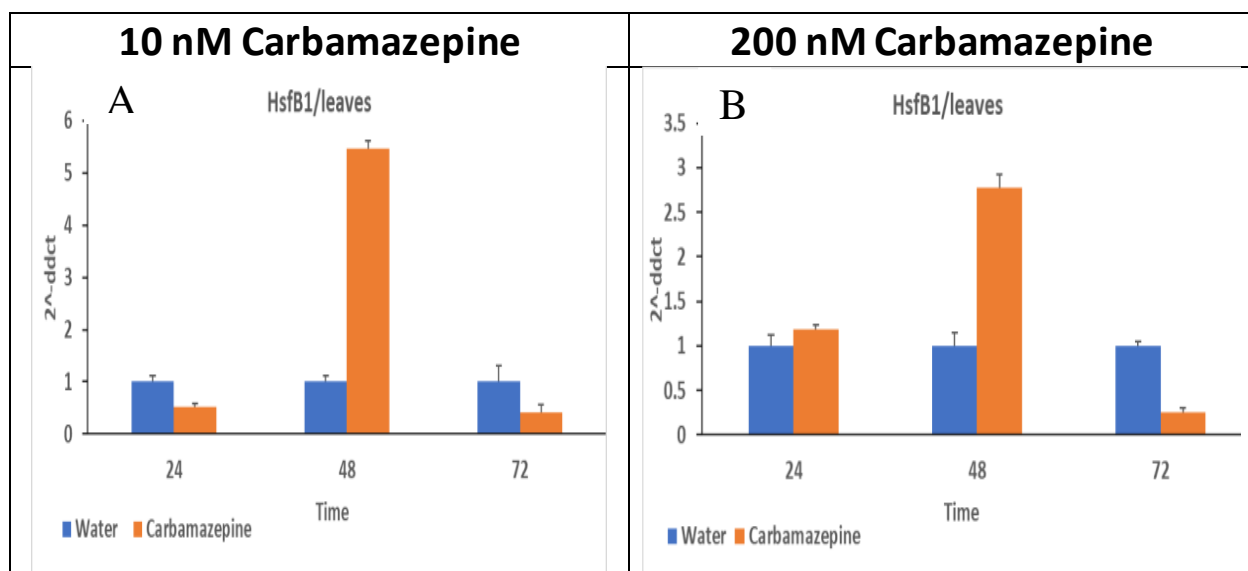 10 nM Carbamazepine
200 nM Carbamazepine
A
HsfB1/leaves
6
5
4
3
2
1
0
2^-ddct
24 48 72
Time
Water Carbamazepine
B
HsfB1/leaves
3.5
3
2.5
2
1.5
1
0.5
0
2^-ddct
24 48 72
Time
Water Carbamazepine